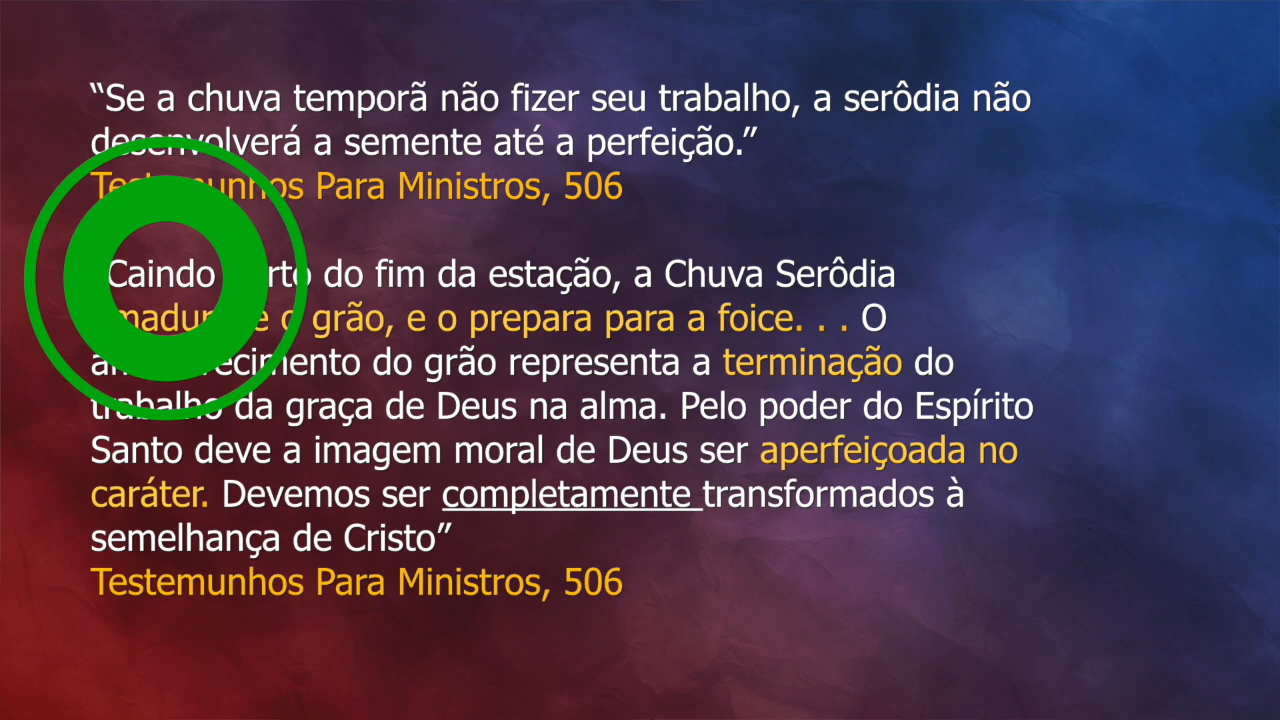 “Se a chuva temporã não fizer seu trabalho, a serôdia não
desenvolverá a semente até a perfeição.”
Testemunhos Para Ministros, 506
Caindo do fim da estação, a Chuva Serôdia
o grão, e o prepara para a foice. . . O
do grão representa a terminação do
trabalho da graça de Deus na alma. Pelo poder do Espírito
Santo deve a imagem moral de Deus ser aperfeiçoada no
caráter. Devemos ser completamente transformados à
semelhança de Cristo”
Testemunhos Para Ministros, 506